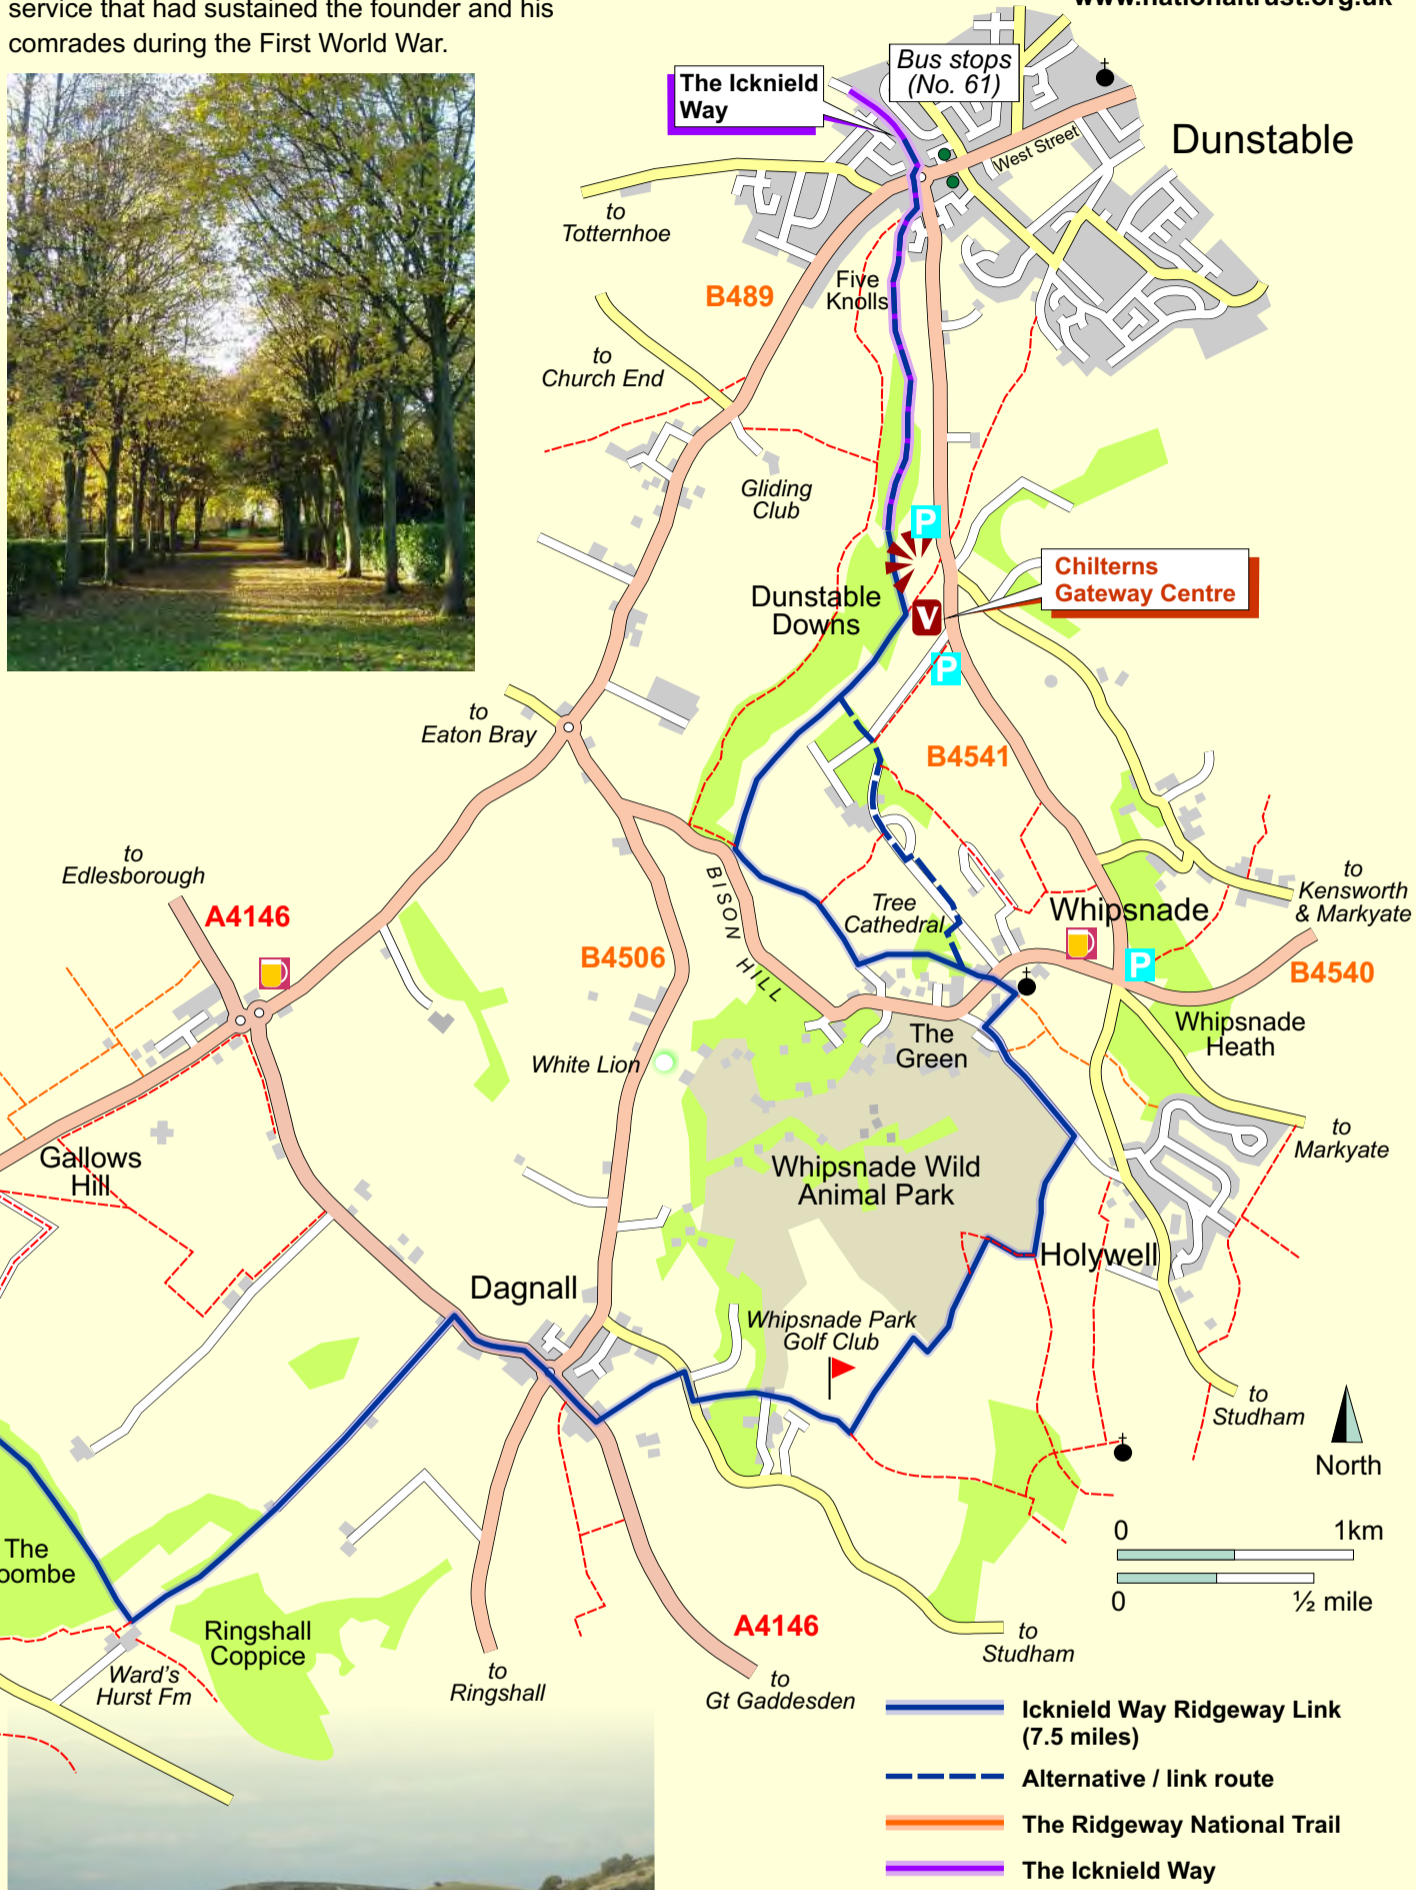 service that had sustained the founder and his
comrades during the First World War.
www.nationaltrust.org.uk
The Icknield
Way
Bus stops
(No. 61)
Dunstable
West Street
to
Totternhoe
B489
Five
Knolls
to
Church End
Gliding
Club
P
Chilterns
Gateway Centre
Dunstable
Downs
V
P
to
Eaton Bray
B4541
to
Edlesborough
A4146
BISON HILL
Tree
Cathedral
Whipsnade
to
Kensworth
& Markyate
B4506
P
B4540
White Lion
The
Green
Whipsnade
Heath
to
Markyate
Gallows
Hill
Whipsnade Wild
Animal Park
Holywell
Dagnall
Whipsnade Park
Golf Club
to
Studham
North
The
oombe
0 1km
0 ½ mile
Ringshall
Coppice
Ward's
Hurst Fm
to
Ringshall
A4146
to
Gt Gaddesden
to
Studham
Icknield Way Ridgeway Link
(7.5 miles)
Alternative / link route
The Ridgeway National Trail
The Icknield Way